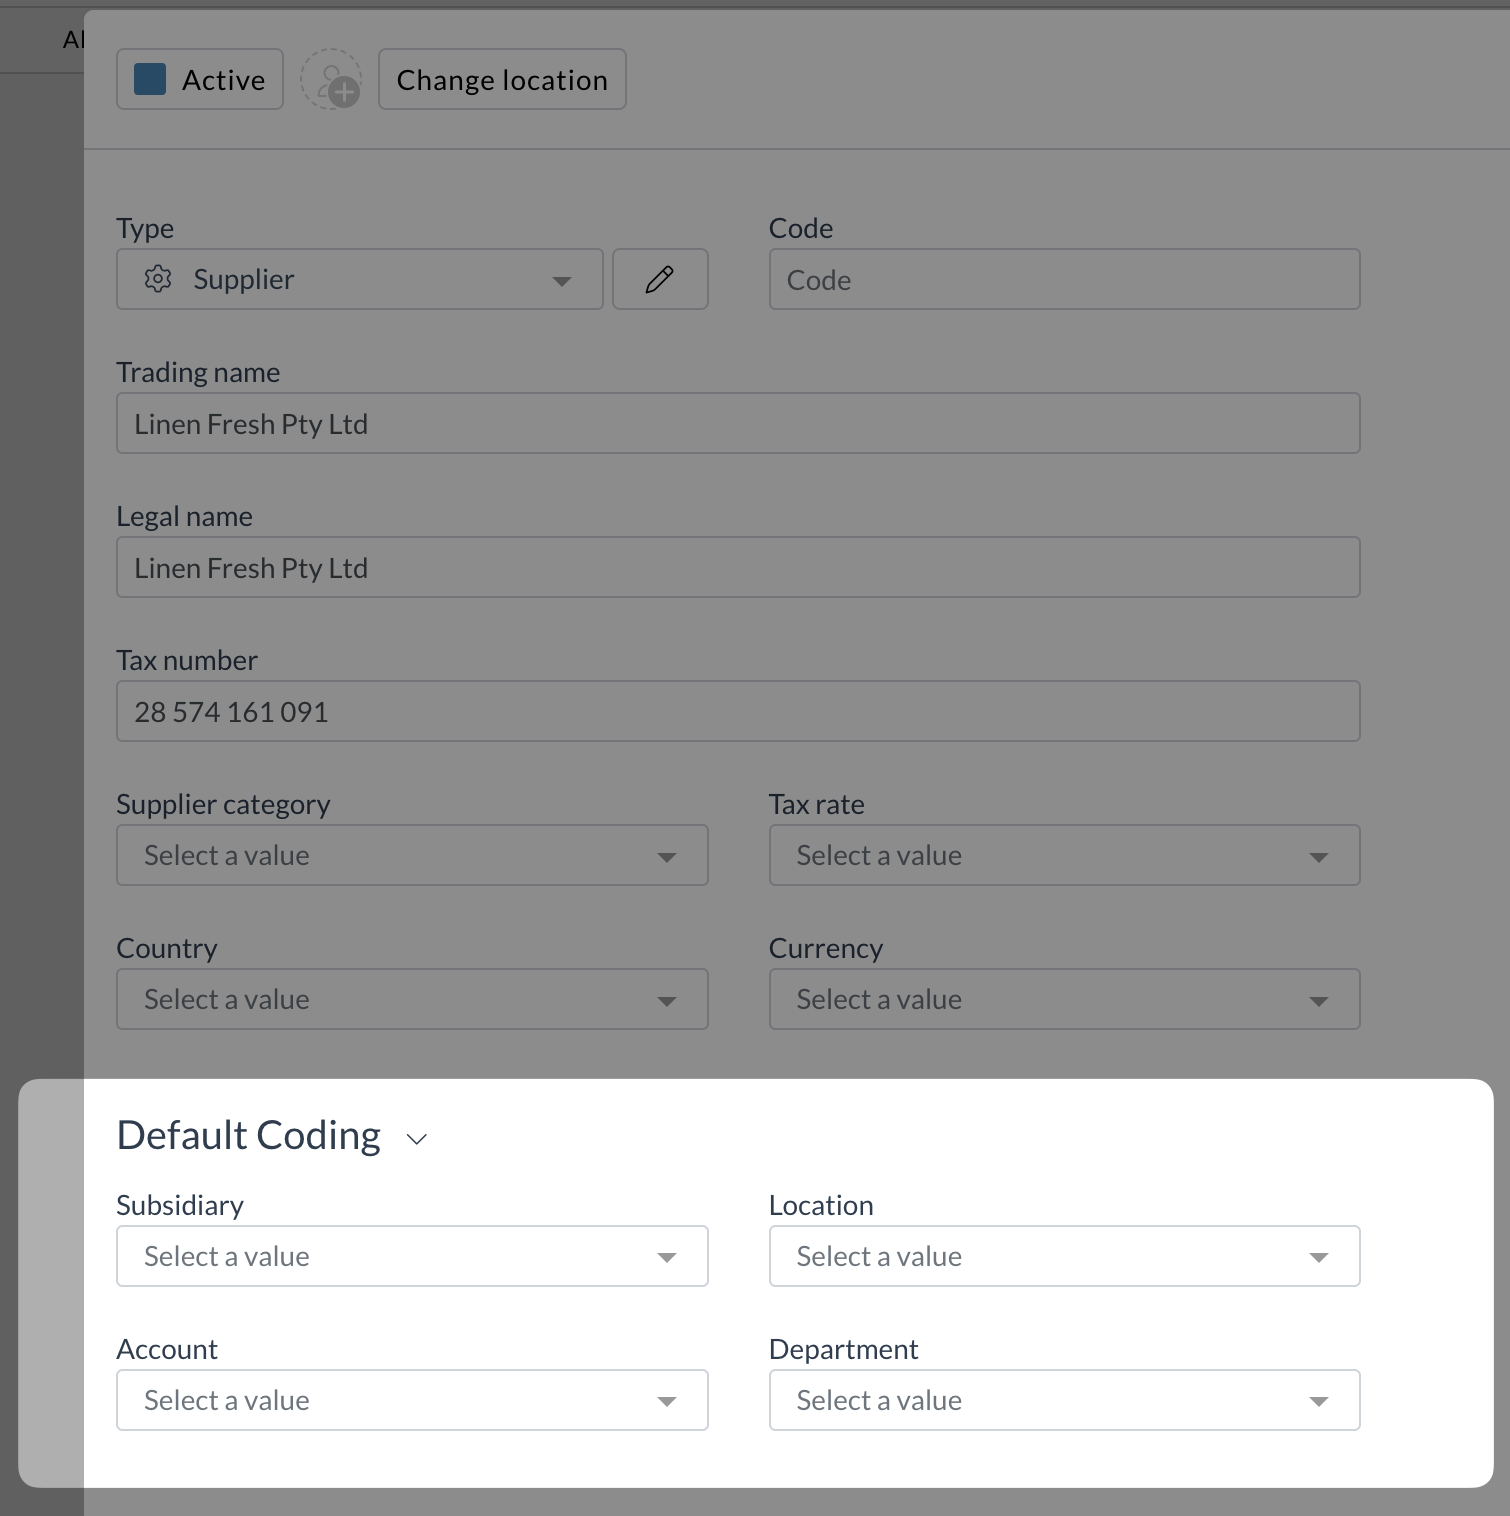 Al
Active
Change location
Type
Code
Supplier
Code
Trading name
Linen Fresh Pty Ltd
Legal name
Linen Fresh Pty Ltd
Tax number
28 574 161 091
Supplier category
Tax rate
Select a value
Select a value
Country
Currency
Select a value
Select a value
Default Coding
Subsidiary
Location
Select a value
Select a value
Account
Department
Select a value
Select a value